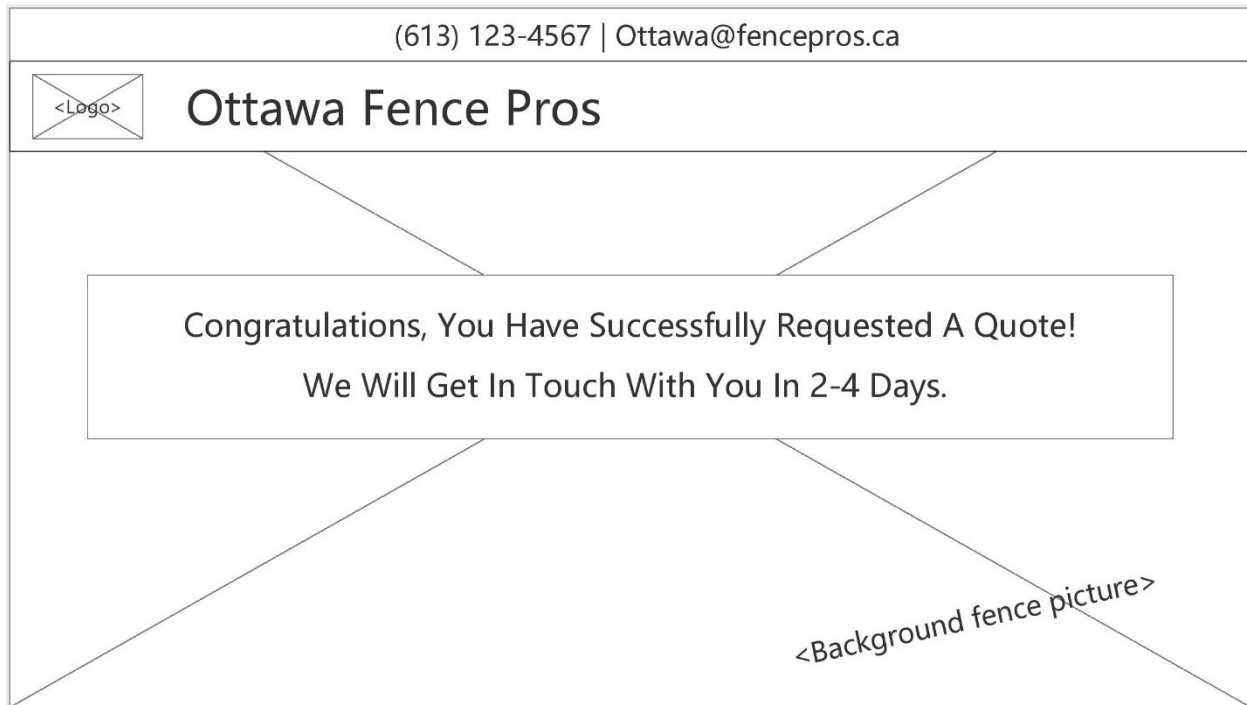 (613) 123-4567 | Ottawa@fencepros.ca
<Logo>
Ottawa Fence Pros
Congratulations, You Have Successfully Requested A Quote!
We Will Get In Touch With You In 2-4 Days.
<Background fence picture>